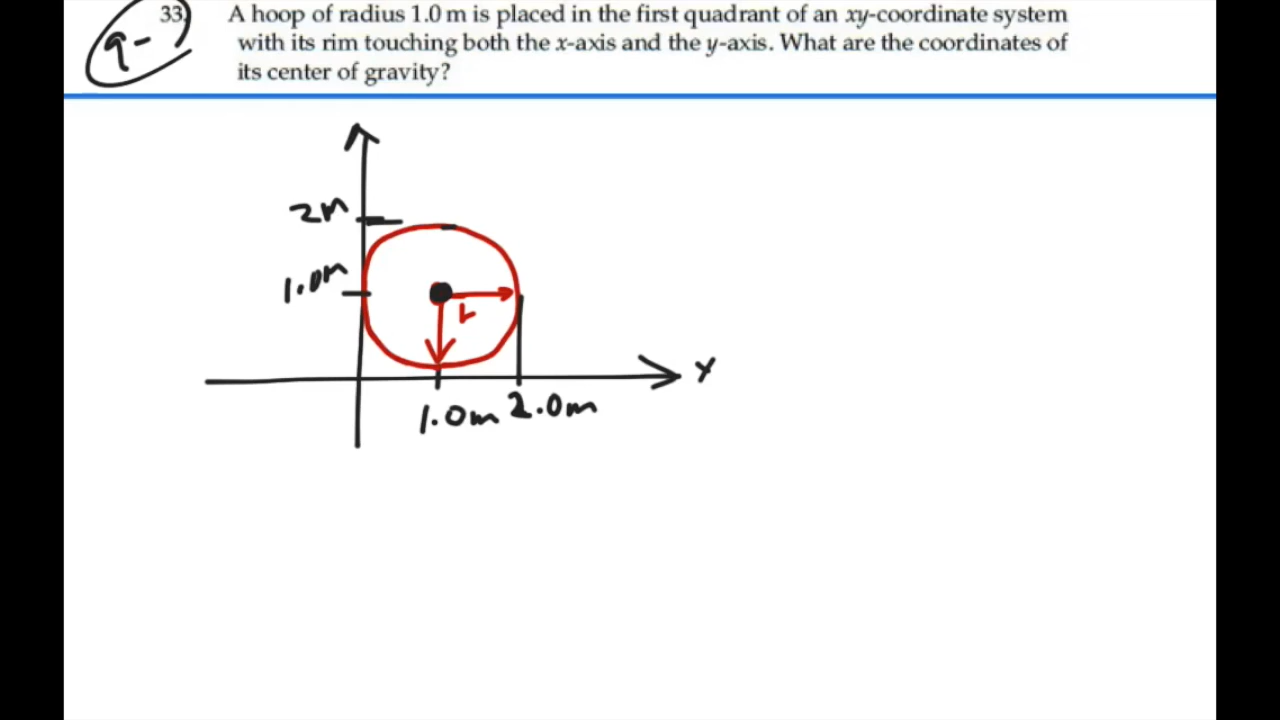 9-
33. A hoop of radius 1.0 m is placed in the first quadrant of an xy-coordinate system
with its rim touching both the x-axis and the y-axis. What are the coordinates of
its center of gravity?
2m
1.0m
r
x
1.0m 2.0m